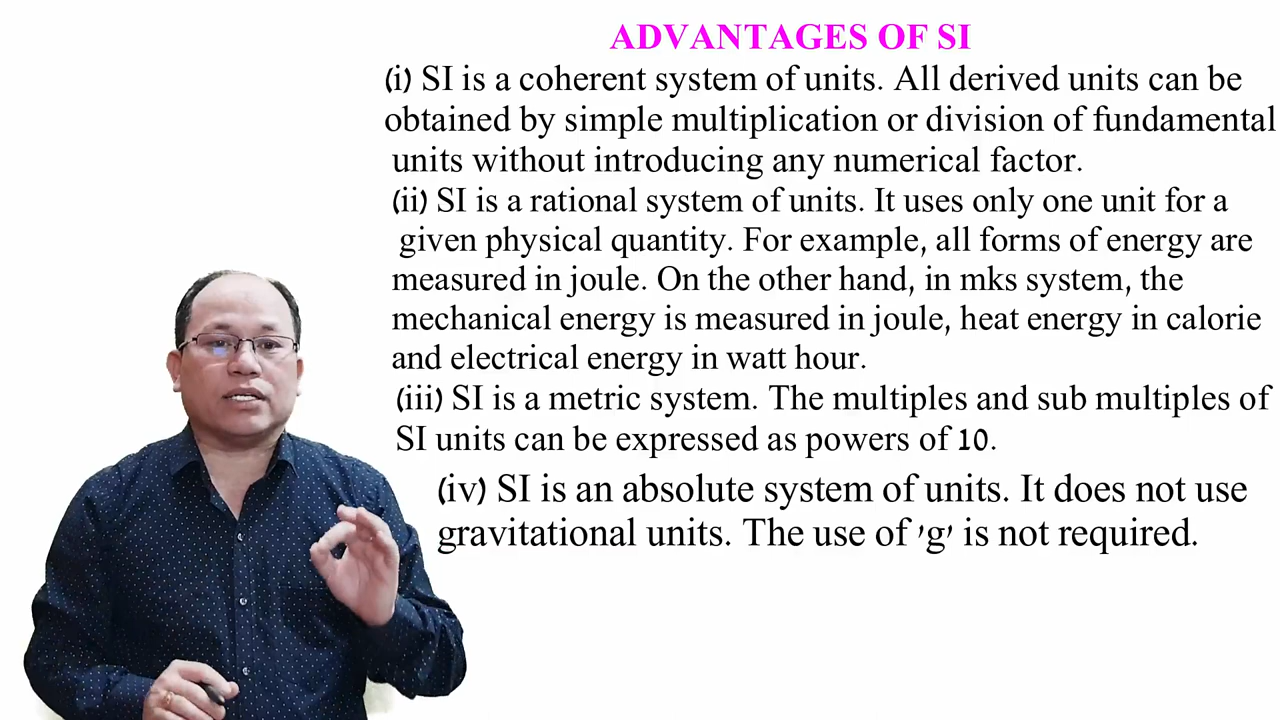 ADVANTAGES OF SI
(i) SI is a coherent system of units. All derived units can be
obtained by simple multiplication or division of fundamental
units without introducing any numerical factor.
(ii) SI is a rational system of units. It uses only one unit for a
given physical quantity. For example, all forms of energy are
measured in joule. On the other hand, in mks system, the
mechanical energy is measured in joule, heat energy in calorie
and electrical energy in watt hour.
(iii) SI is a metric system. The multiples and sub multiples of
SI units can be expressed as powers of 10.
(iv) SI is an absolute system of units. It does not use
gravitational units. The use of 'g' is not required.